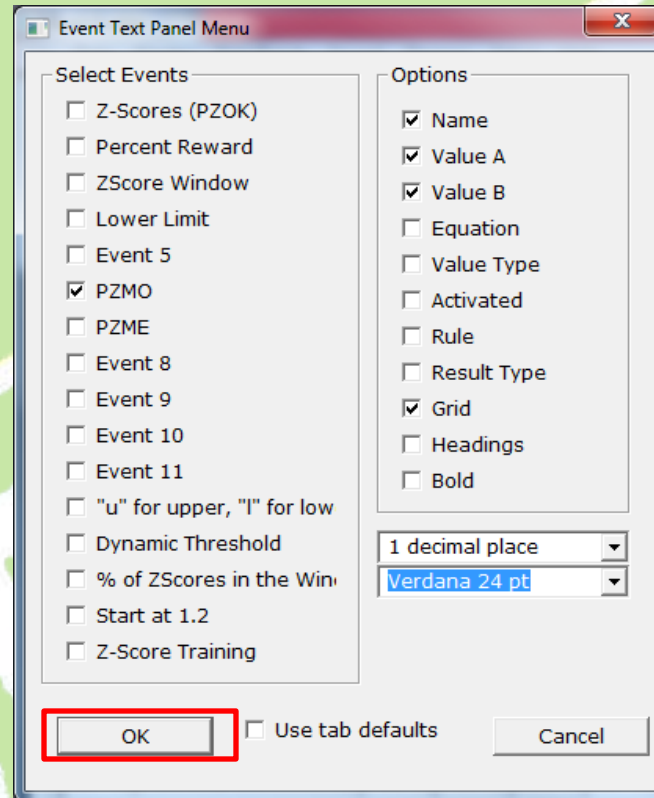 Event Text Panel Menu
Select Events
Z-Scores (PZOK)
Percent Reward
ZScore Window
Lower Limit
Event 5
PZMO
PZME
Event 8
Event 9
Event 10
Event 11
"u" for upper, "l" for low
Dynamic Threshold
% of ZScores in the Win
Start at 1.2
Z-Score Training
Options
Name
Value A
Value B
Equation
Value Type
Activated
Rule
Result Type
Grid
Headings
Bold
1 decimal place
Verdana 24 pt
OK
Use tab defaults
Cancel